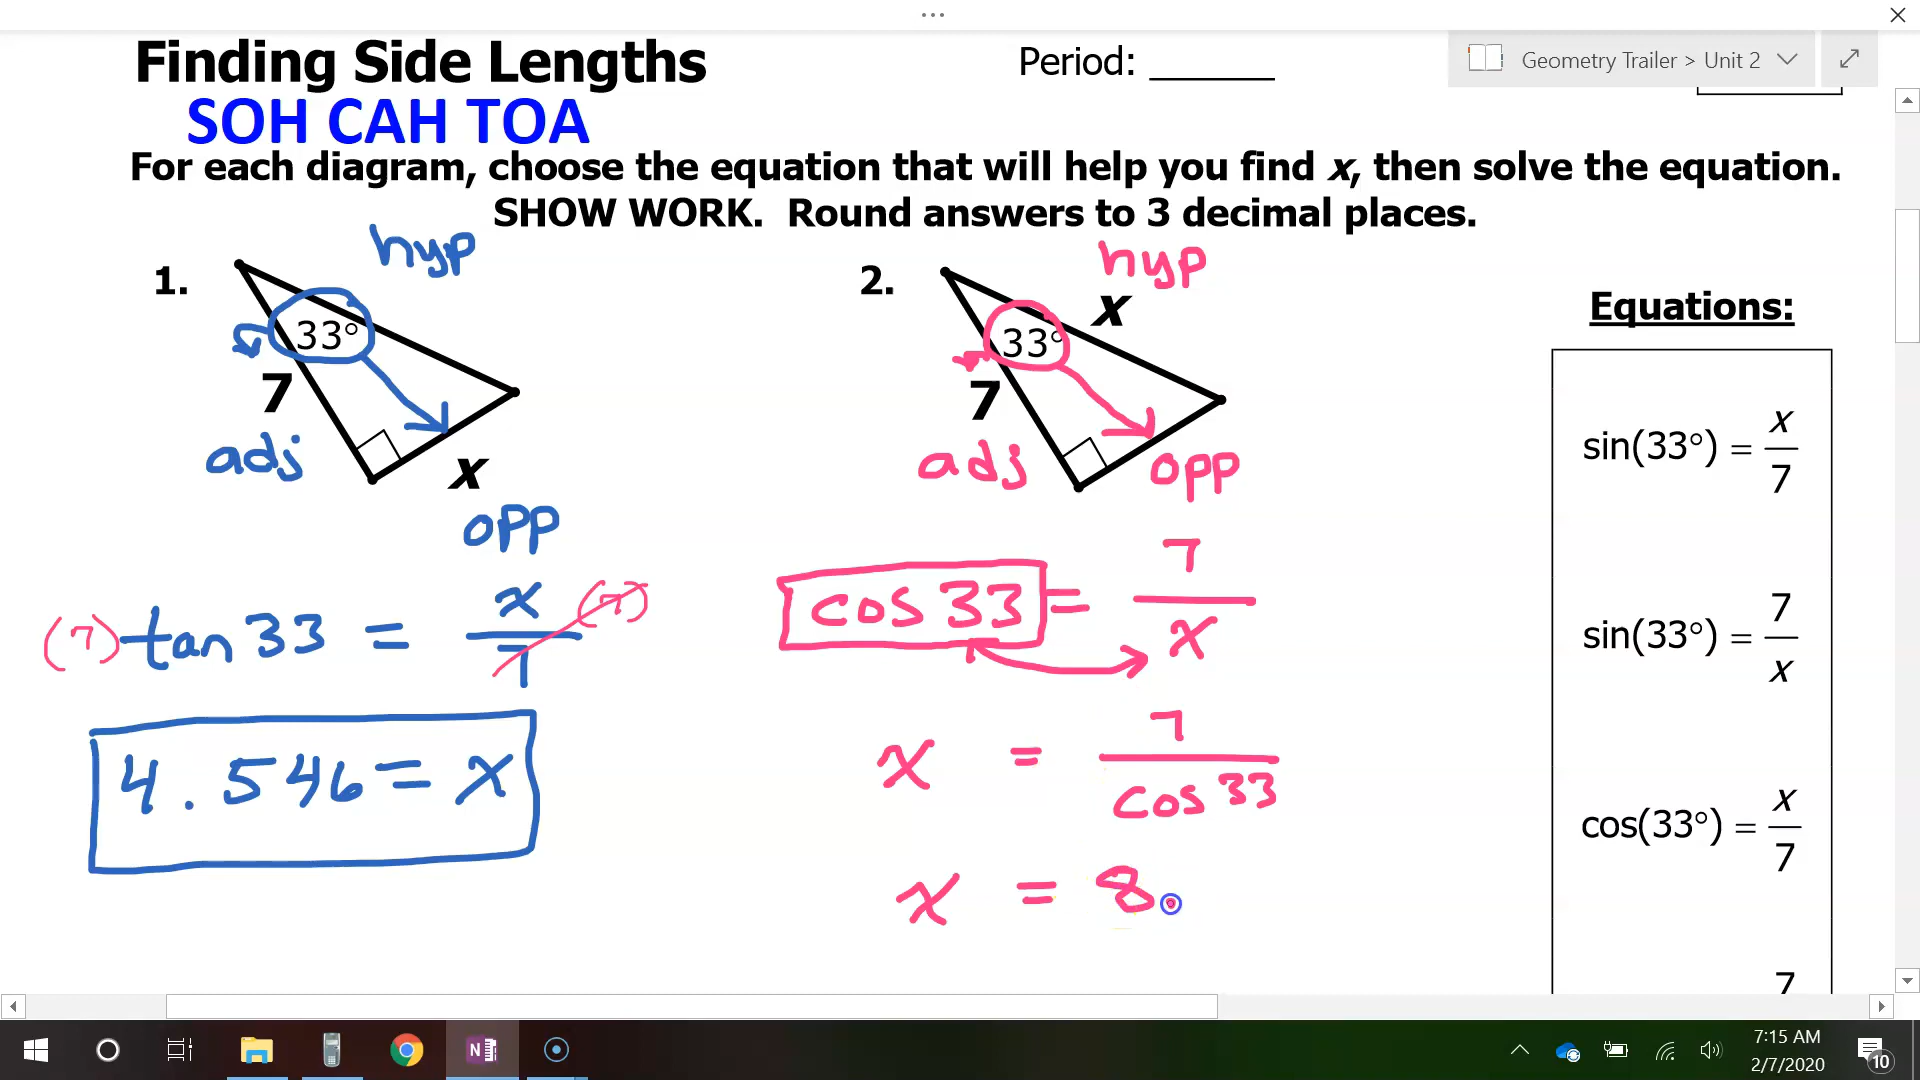 ...
Finding Side Lengths
Period: ______
Geometry Trailer > Unit 2
SOH CAH TOA
For each diagram, choose the equation that will help you find x, then solve the equation.
SHOW WORK.  Round answers to 3 decimal places.
1.
hyp
33°
7
adj
x
opp
(7) tan 33 = x/7 (7)
4.546 = x
2.
hyp
x
33°
7
adj
opp
cos 33 = 7/x
x = 7/cos 33
x = 8.
Equations:
sin(33°) = x/7
sin(33°) = 7/x
cos(33°) = x/7
7
7:15 AM
2/7/2020
10